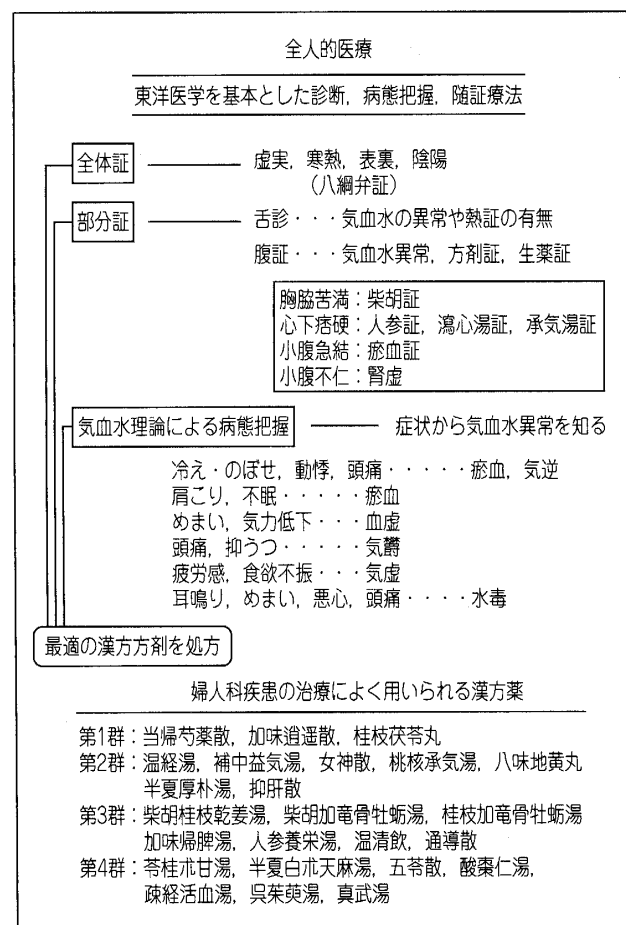 全人的医療
東洋医学を基本とした診断，病態把握，随証療法
全体証 虚実，寒熱，表裏，陰陽
（八綱弁証）
部分証 舌診・・・気血水の異常や熱証の有無
腹証・・・気血水異常，方剤証，生薬証
胸脇苦満：柴胡証
心下痞硬：人参証，瀉心湯証，承気湯証
小腹急結：瘀血証
小腹不仁：腎虚
気血水理論による病態把握 症状から気血水異常を知る
冷え・のぼせ，動悸，頭痛・・・・・瘀血，気逆
肩こり，不眠・・・・・瘀血
めまい，気力低下・・・血虚
頭痛，抑うつ・・・・・気欝
疲労感，食欲不振・・・気虚
耳鳴り，めまい，悪心，頭痛・・・・水毒
最適の漢方方剤を処方
婦人科疾患の治療によく用いられる漢方薬
第1群：当帰芍薬散，加味逍遥散，桂枝茯苓丸
第2群：温経湯，補中益気湯，女神散，桃核承気湯，八味地黄丸
半夏厚朴湯，抑肝散
第3群：柴胡桂枝乾姜湯，柴胡加竜骨牡蛎湯，桂枝加竜骨牡蛎湯
加味帰脾湯，人参養栄湯，温清飲，通導散
第4群：苓桂朮甘湯，半夏白朮天麻湯，五苓散，酸棗仁湯，
疎経活血湯，呉茱萸湯，真武湯